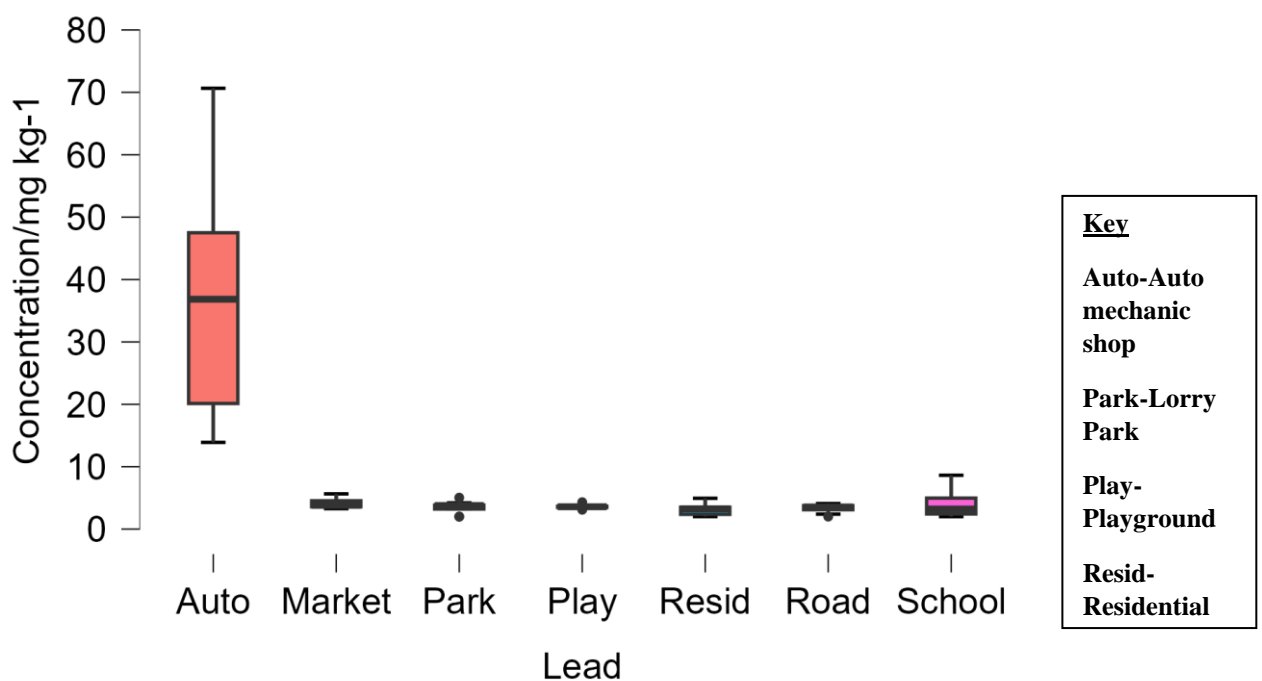 80
70
60
50
40
30
20
10
0
Concentration/mg kg-1
Auto Market Park Play Resid Road School
Lead
Key
Auto-Auto
mechanic
shop
Park-Lorry
Park
Play-
Playground
Resid-
Residential